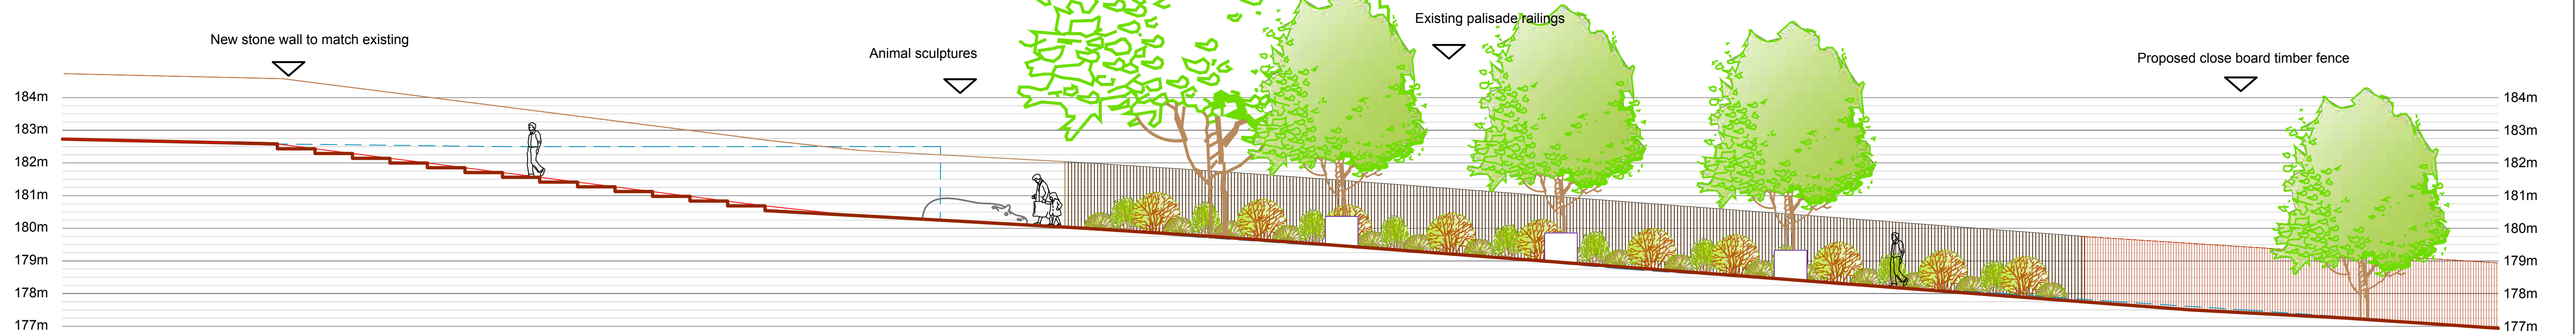 Existing palisade railings
New stone wall to match existing
Animal sculptures
Proposed close board timber fence
184m
184m
183m
183m
182m
182m
181m
181m
180m
180m
179m
179m
178m
178m
177m
177m